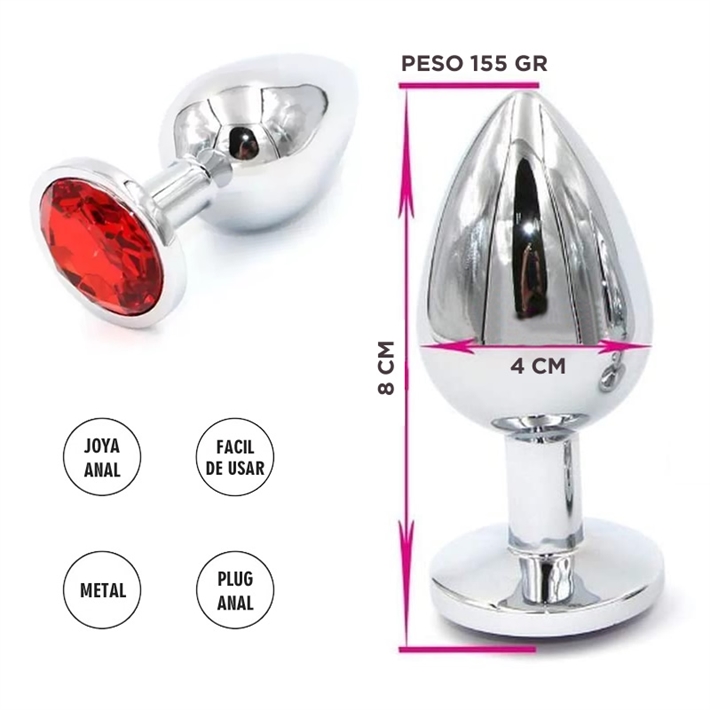 PESO 155 GR
8 CM
4 CM
JOYA
ANAL
FACIL
DE USAR
METAL
PLUG
ANAL